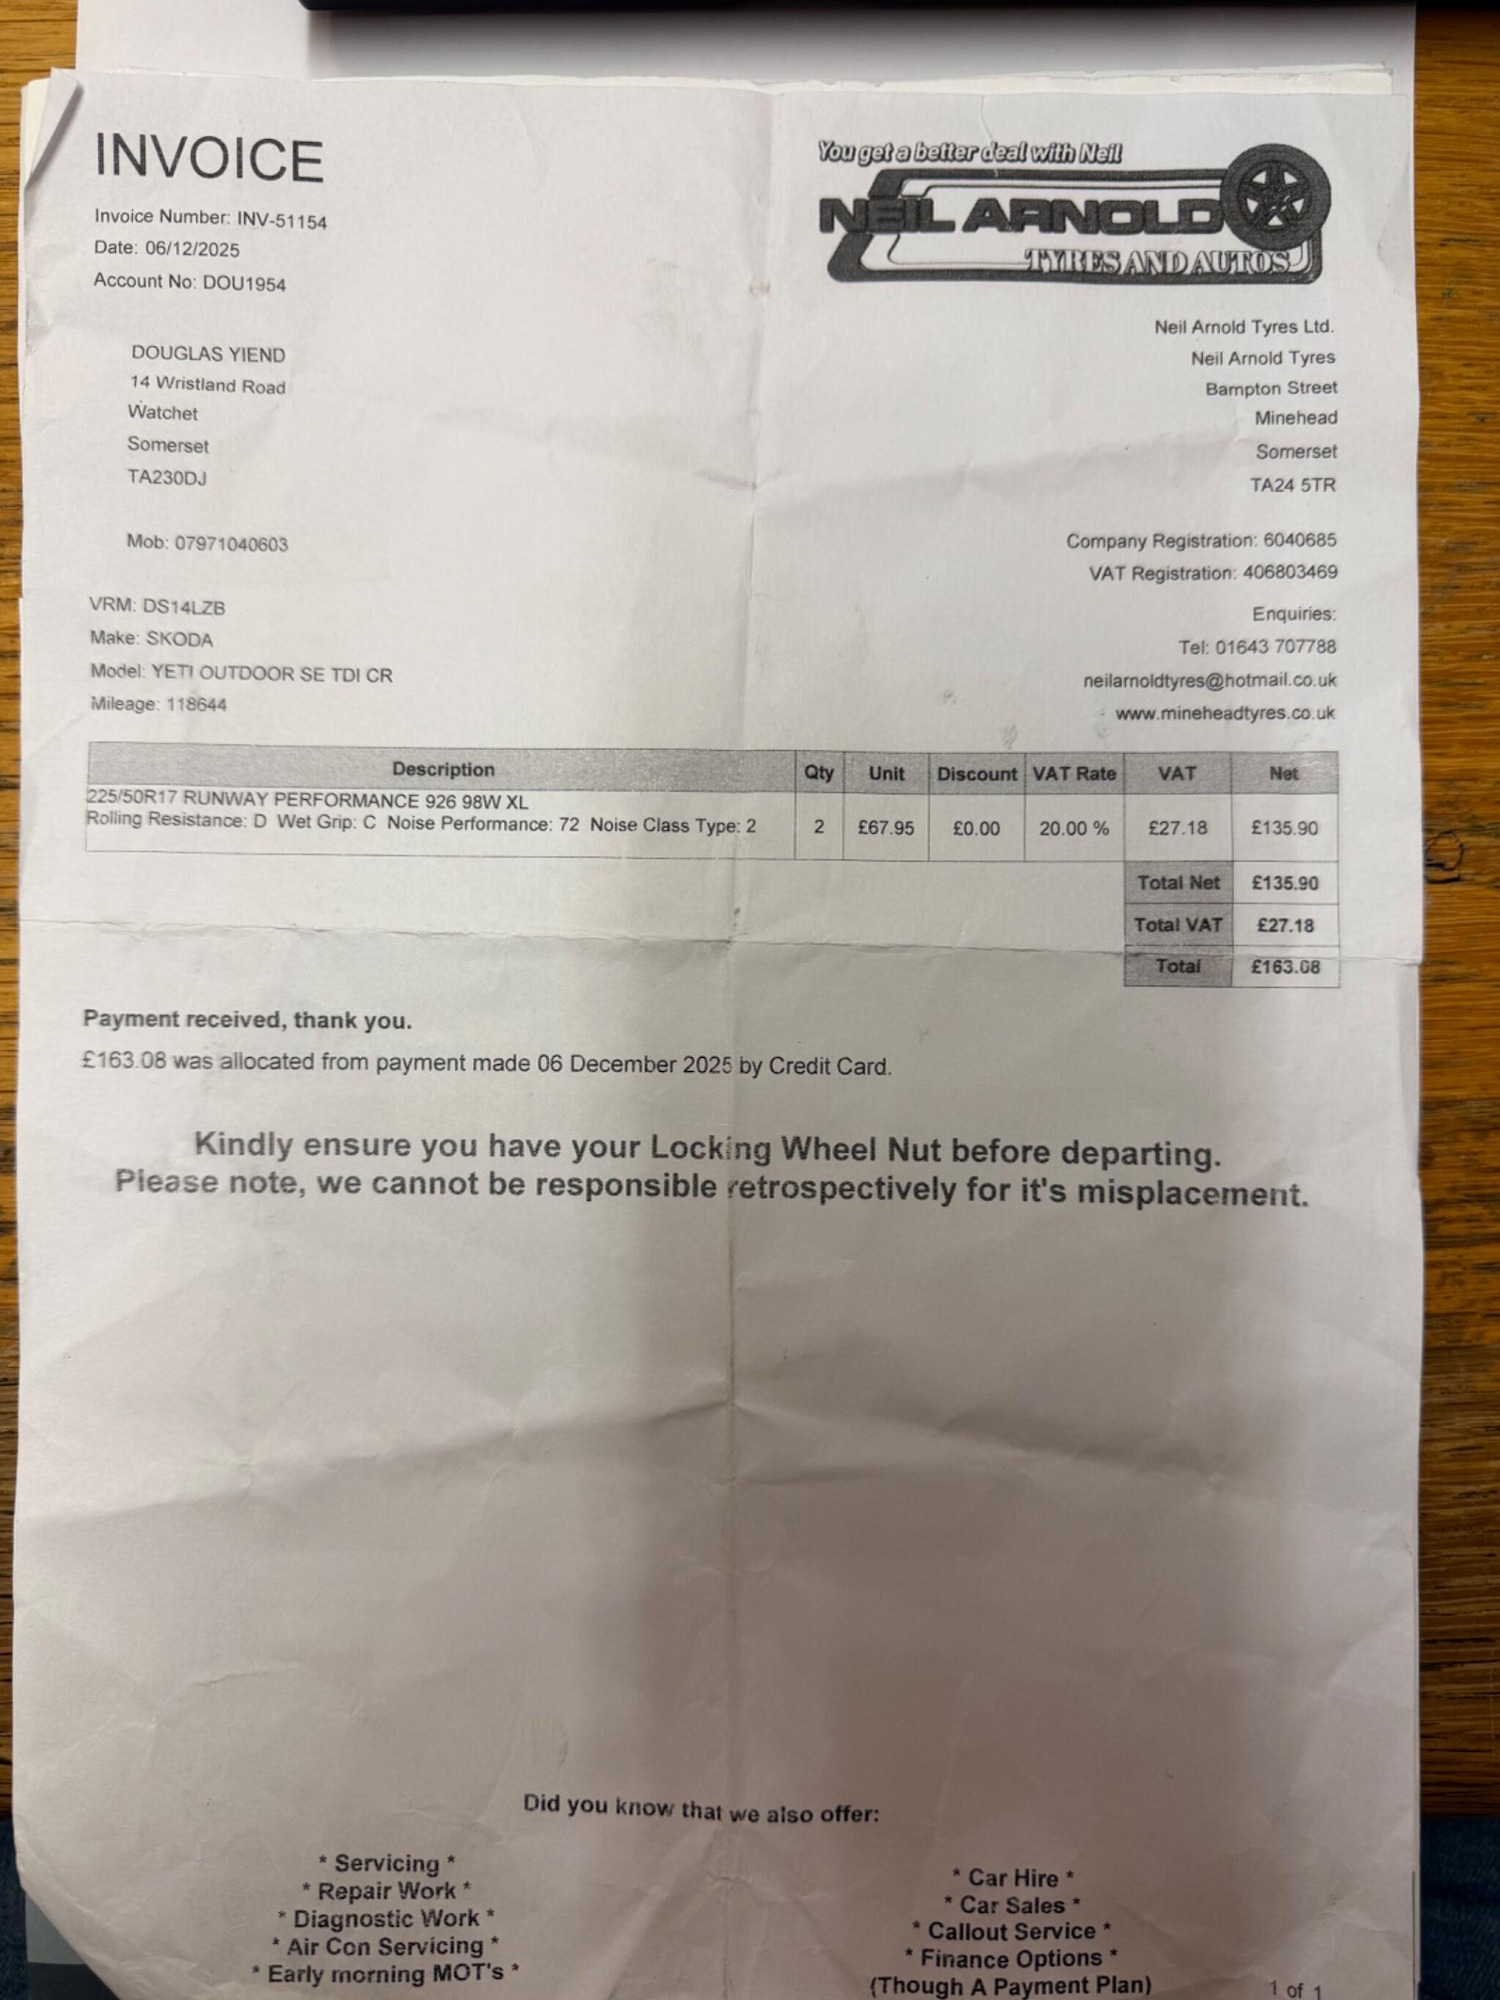 INVOICE
Invoice Number: INV-51154
Date: 06/12/2025
Account No: DOU1954
You get a better deal with Neil
NEIL ARNOLD
TYRES AND AUTOS
DOUGLAS YIEND
14 Wristland Road
Watchet
Somerset
TA230DJ
Mob: 07971040603
Neil Arnold Tyres Ltd.
Neil Arnold Tyres
Bampton Street
Minehead
Somerset
TA24 5TR
Company Registration: 6040685
VAT Registration: 406803469
Enquiries:
Tel: 01643 707788
neilarnoldtyres@hotmail.co.uk
www.mineheadtyres.co.uk
VRM: DS14LZB
Make: SKODA
Model: YETI OUTDOOR SE TDI CR
Mileage: 118644
Description Qty Unit Discount VAT Rate VAT Net
225/50R17 RUNWAY PERFORMANCE 926 98W XL
Rolling Resistance: D Wet Grip: C Noise Performance: 72 Noise Class Type: 2 2 £67.95 £0.00 20.00 % £27.18 £135.90
Total Net £135.90
Total VAT £27.18
Total £163.08
Payment received, thank you.
£163.08 was allocated from payment made 06 December 2025 by Credit Card.
Kindly ensure you have your Locking Wheel Nut before departing.
Please note, we cannot be responsible retrospectively for it's misplacement.
Did you know that we also offer:
* Servicing *
* Repair Work *
* Diagnostic Work *
* Air Con Servicing *
* Early morning MOT's *
* Car Hire *
* Car Sales *
* Callout Service *
* Finance Options *
(Though A Payment Plan)
1 of 1